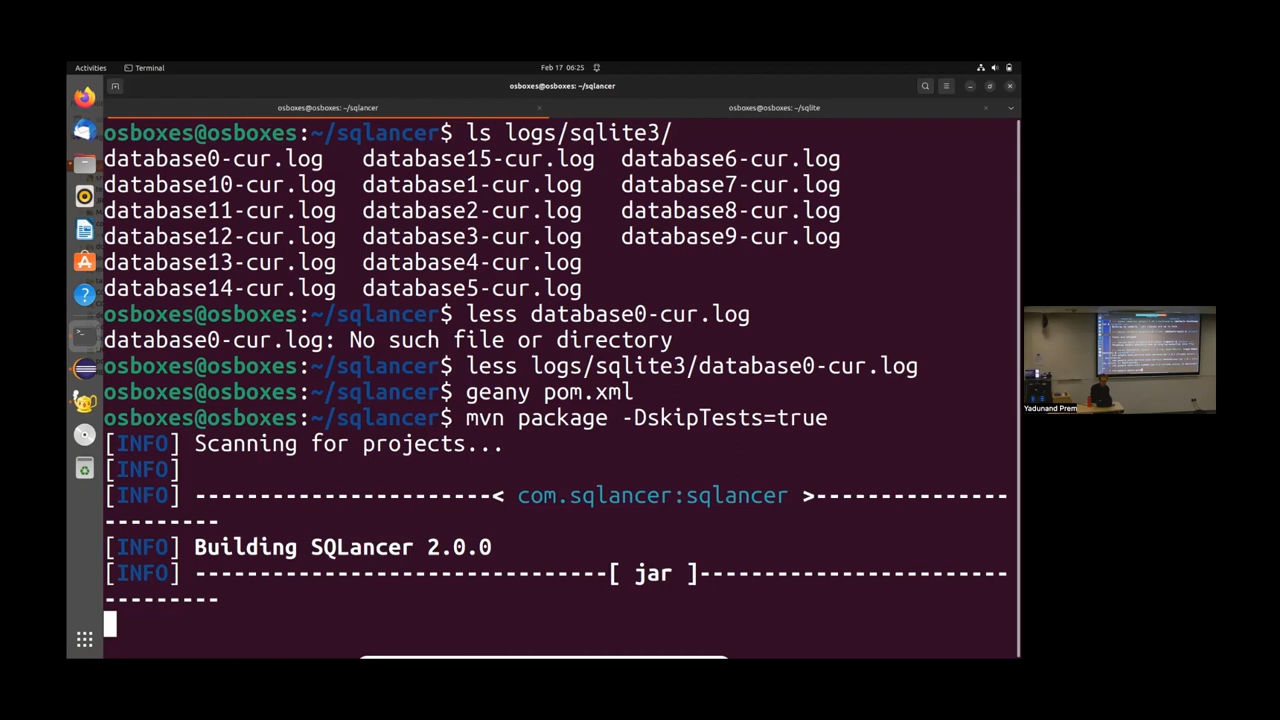 Activities
Terminal
Feb 17 06:25
osboxes@osboxes: ~/sqlancer
osboxes@osboxes: ~/sqlancer
osboxes@osboxes: ~/sqlite
osboxes@osboxes:~/sqlancer$ ls logs/sqlite3/
database0-cur.log database15-cur.log database6-cur.log
database10-cur.log database1-cur.log database7-cur.log
database11-cur.log database2-cur.log database8-cur.log
database12-cur.log database3-cur.log database9-cur.log
database13-cur.log database4-cur.log
database14-cur.log database5-cur.log
osboxes@osboxes:~/sqlancer$ less database0-cur.log
database0-cur.log: No such file or directory
osboxes@osboxes:~/sqlancer$ less logs/sqlite3/database0-cur.log
osboxes@osboxes:~/sqlancer$ geany pom.xml
osboxes@osboxes:~/sqlancer$ mvn package -DskipTests=true
[INFO] Scanning for projects...
[INFO]
[INFO] -----------------------< com.sqlancer:sqlancer >---------------
---------
[INFO] Building SQLancer 2.0.0
[INFO] --------------------------------[ jar ]------------------------
---------
Yadunand Prem